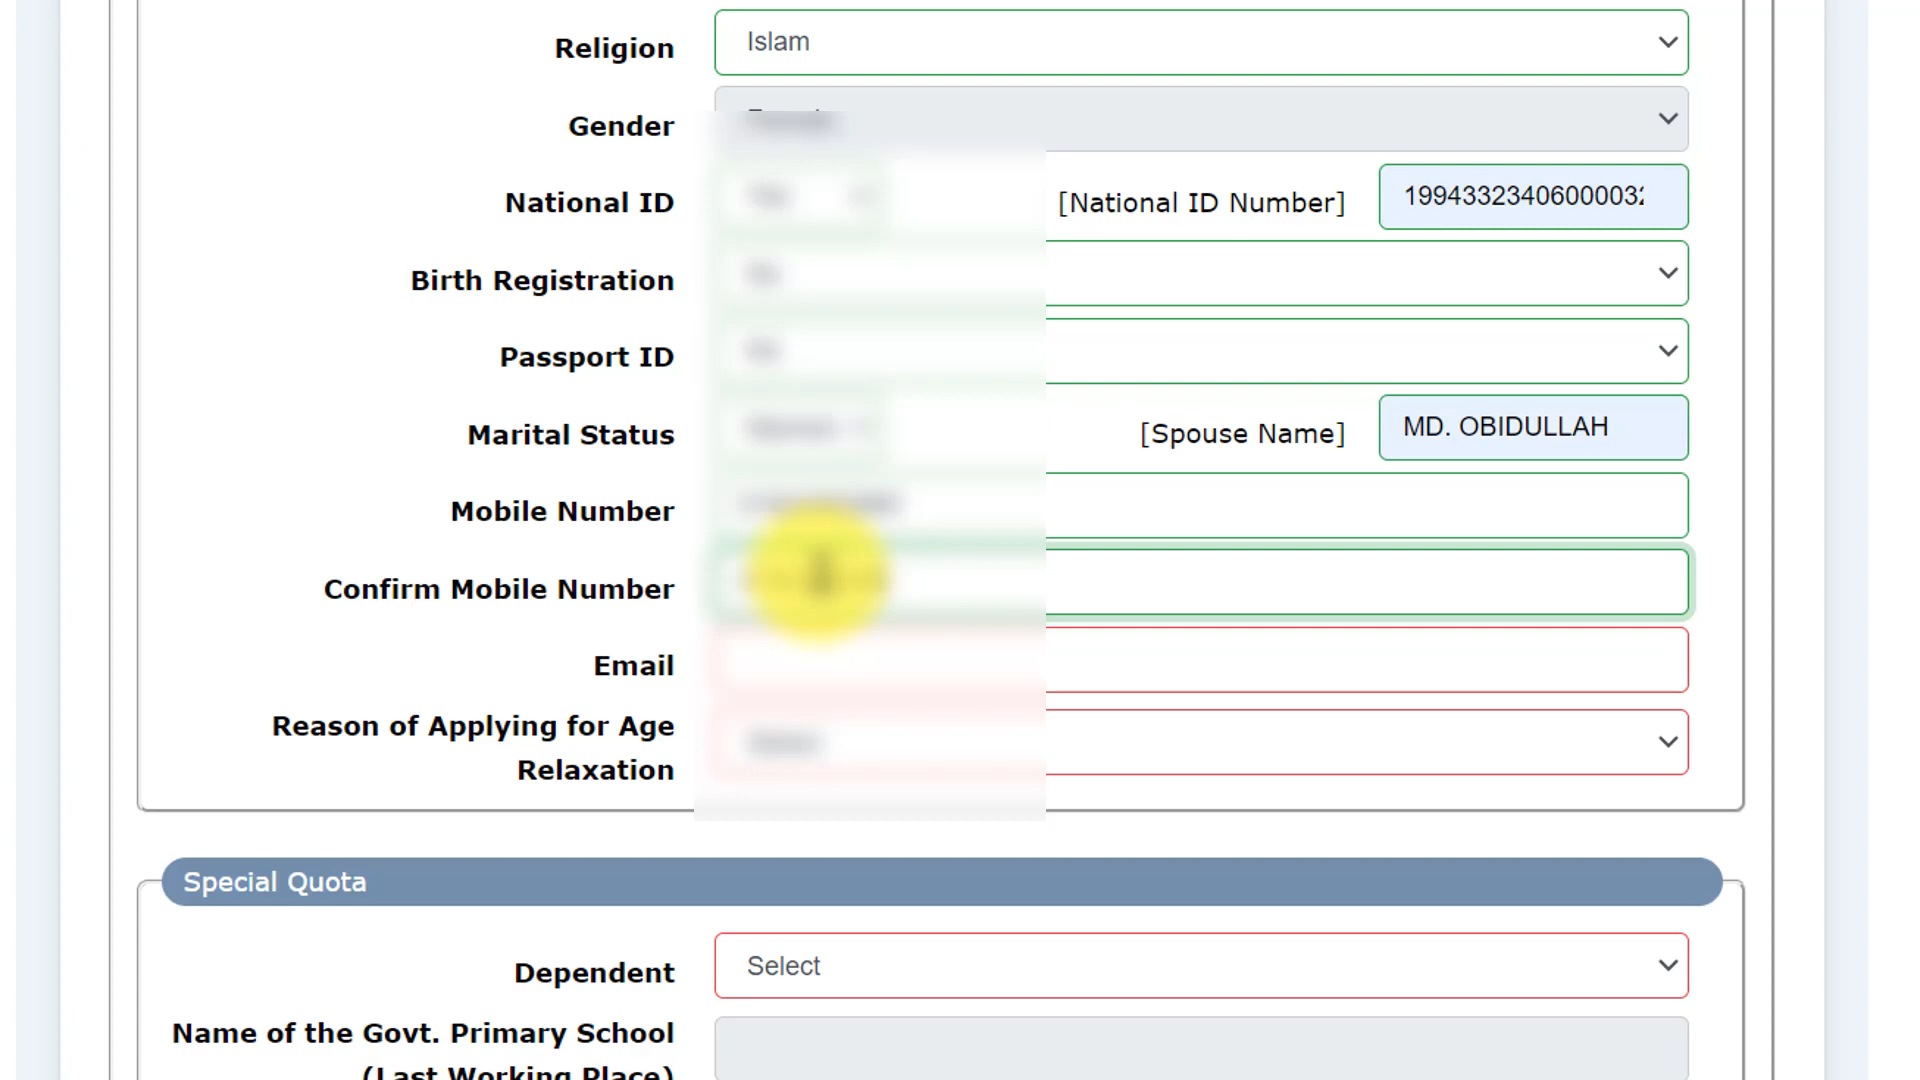 Religion Islam
Gender
National ID [National ID Number] 1994332340600003
Birth Registration
Passport ID
Marital Status [Spouse Name] MD. OBIDULLAH
Mobile Number
Confirm Mobile Number
Email
Reason of Applying for Age
Relaxation
Special Quota
Dependent Select
Name of the Govt. Primary School
(Last Working Place)